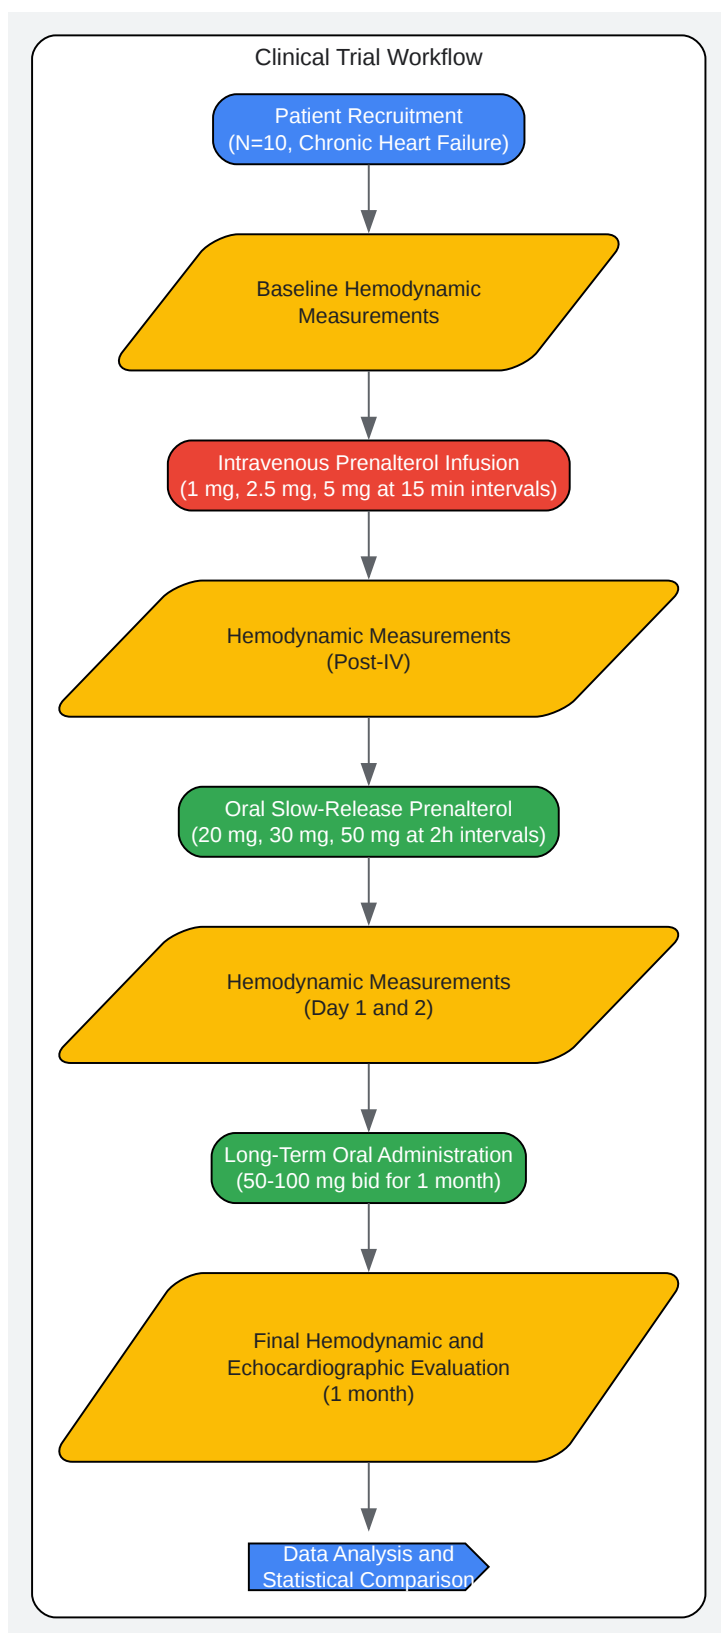 Clinical Trial Workflow
Patient Recruitment
(N=10, Chronic Heart Failure)
Baseline Hemodynamic
Measurements
Intravenous Prenalterol Infusion
(1 mg, 2.5 mg, 5 mg at 15 min intervals)
Hemodynamic Measurements
(Post-IV)
Oral Slow-Release Prenalterol
(20 mg, 30 mg, 50 mg at 2h intervals)
Hemodynamic Measurements
(Day 1 and 2)
Long-Term Oral Administration
(50-100 mg bid for 1 month)
Final Hemodynamic and
Echocardiographic Evaluation
(1 month)
Data Analysis and
Statistical Comparison